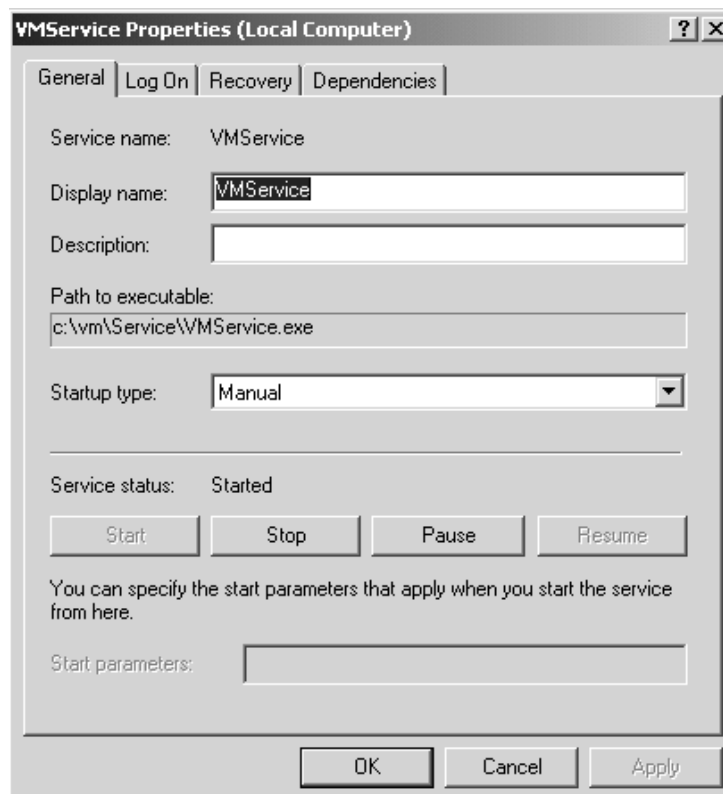 VMService Properties (Local Computer)
General Log On Recovery Dependencies
Service name: VMService
Display name: VMService
Description:
Path to executable:
c:\vm\Service\VMService.exe
Startup type: Manual
Service status: Started
Start Stop Pause Resume
You can specify the start parameters that apply when you start the service
from here.
Start parameters:
OK Cancel Apply